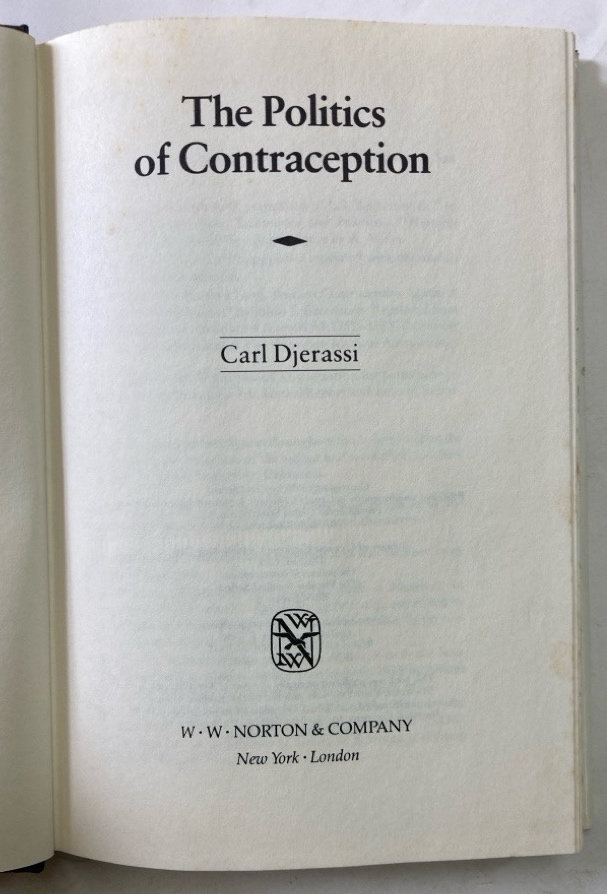 The Politics
of Contraception
Carl Djerassi
W · W · NORTON & COMPANY
New York · London